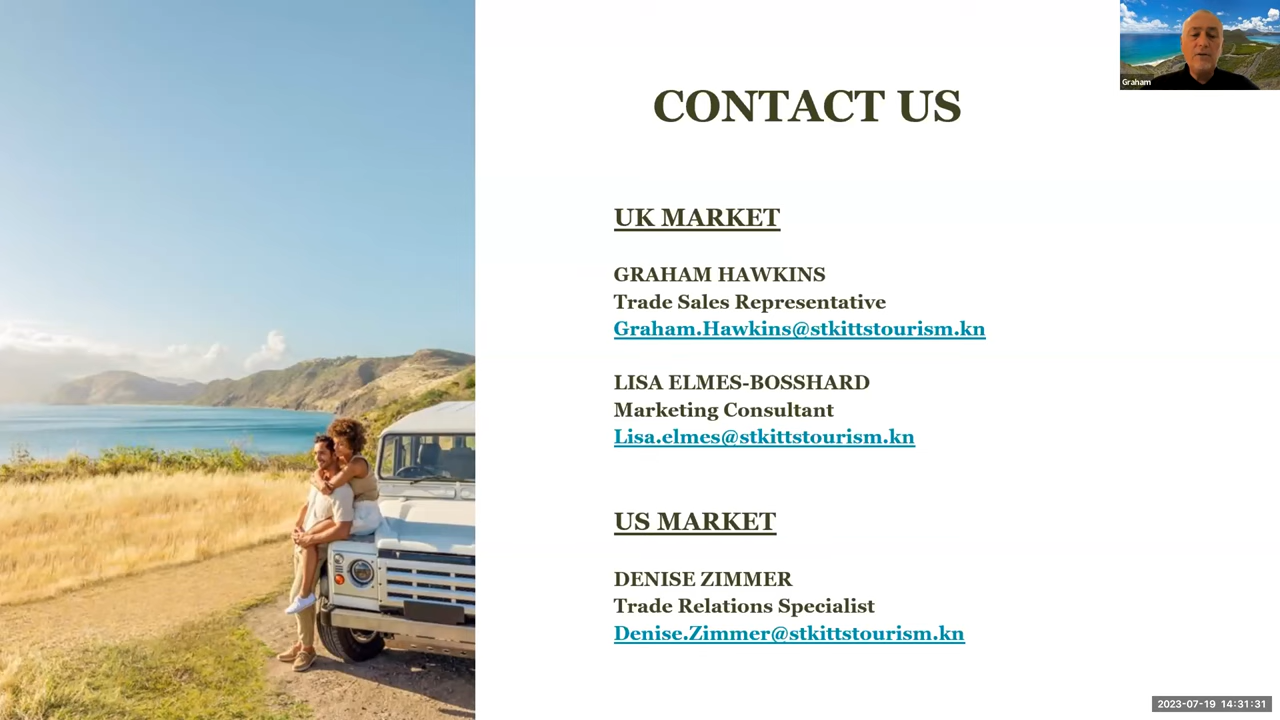 CONTACT US
Graham
UK MARKET
GRAHAM HAWKINS
Trade Sales Representative
Graham.Hawkins@stkittstourism.kn
LISA ELMES-BOSSHARD
Marketing Consultant
Lisa.elmes@stkittstourism.kn
US MARKET
DENISE ZIMMER
Trade Relations Specialist
Denise.Zimmer@stkittstourism.kn
2023-07-19 14:31:31